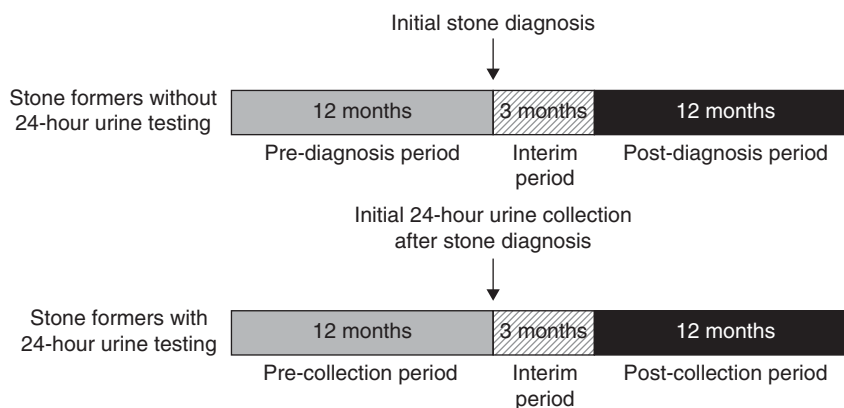 Initial stone diagnosis
Stone formers without
24-hour urine testing
12 months
3 months
12 months
Pre-diagnosis period
Interim
period
Post-diagnosis period
Initial 24-hour urine collection
after stone diagnosis
Stone formers with
24-hour urine testing
12 months
3 months
12 months
Pre-collection period
Interim
period
Post-collection period